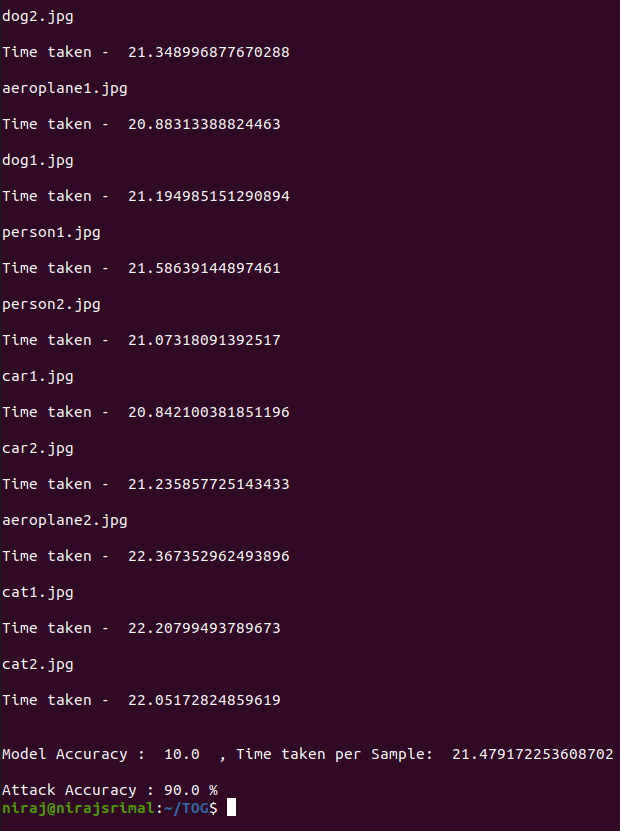 dog2.jpg
Time taken -  21.348996877670288
aeroplane1.jpg
Time taken -  20.88313388824463
dog1.jpg
Time taken -  21.194985151290894
person1.jpg
Time taken -  21.58639144897461
person2.jpg
Time taken -  21.07318091392517
car1.jpg
Time taken -  20.842100381851196
car2.jpg
Time taken -  21.235857725143433
aeroplane2.jpg
Time taken -  22.367352962493896
cat1.jpg
Time taken -  22.20799493789673
cat2.jpg
Time taken -  22.05172824859619
Model Accuracy :  10.0  , Time taken per Sample:  21.479172253608702
Attack Accuracy : 90.0 %
niraj@nirajsrimal:~/TOG$